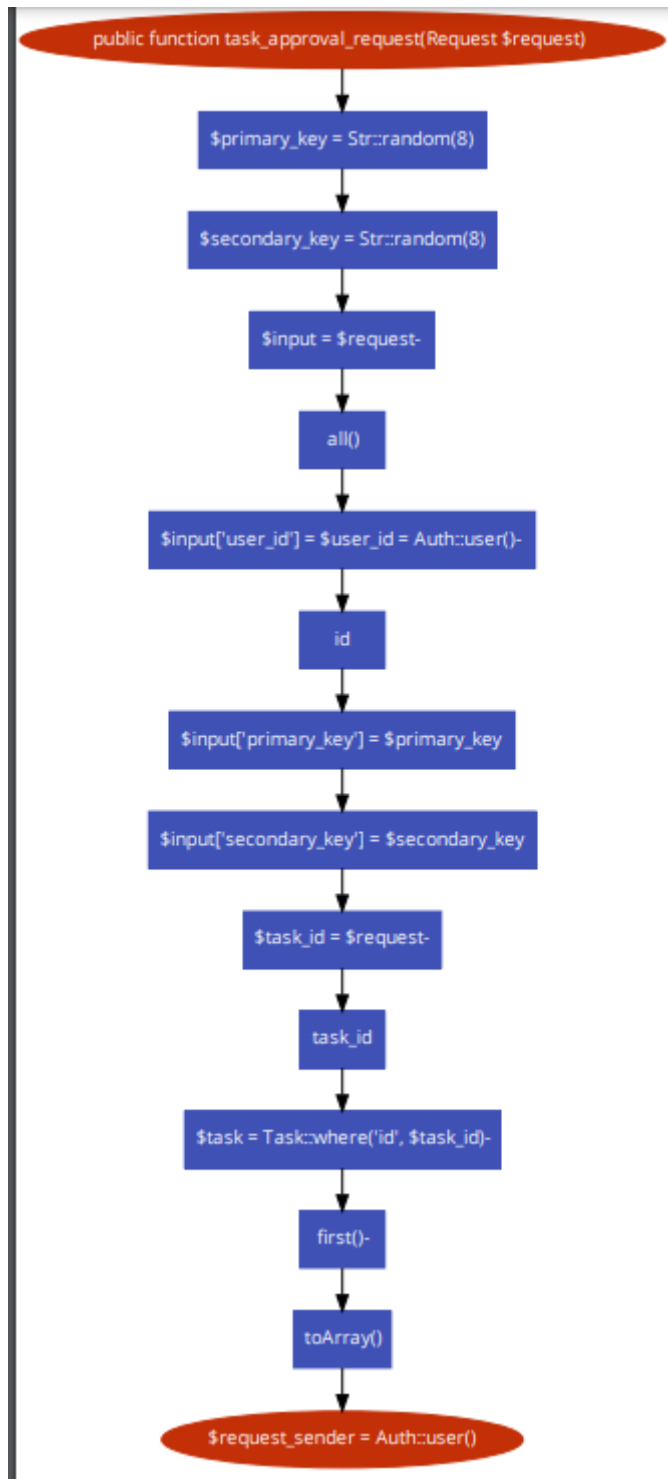 public function task_approval_request(Request $request)
$primary_key = Str::random(8)
$secondary_key = Str::random(8)
$input = $request-
all()
$input['user_id'] = $user_id = Auth::user()-
id
$input['primary_key'] = $primary_key
$input['secondary_key'] = $secondary_key
$task_id = $request-
task_id
$task = Task::where('id', $task_id)-
first()-
toArray()
$request_sender = Auth::user()